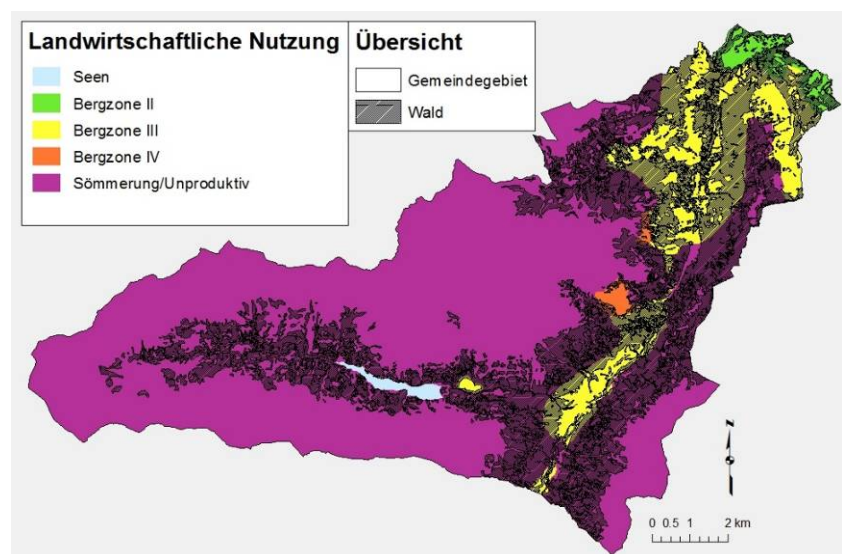 Landwirtschaftliche Nutzung
Seen
Bergzone II
Bergzone III
Bergzone IV
Sömmerung/Unproduktiv
Übersicht
Gemeindegebiet
Wald
N
0 0.5 1 2 km